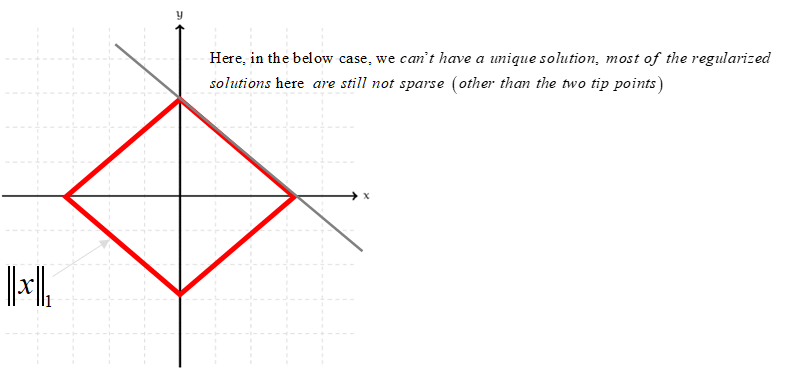 y
Here, in the below case, we can't have a unique solution, most of the regularized
solutions here are still not sparse (other than the two tip points)
x
‖x‖₁